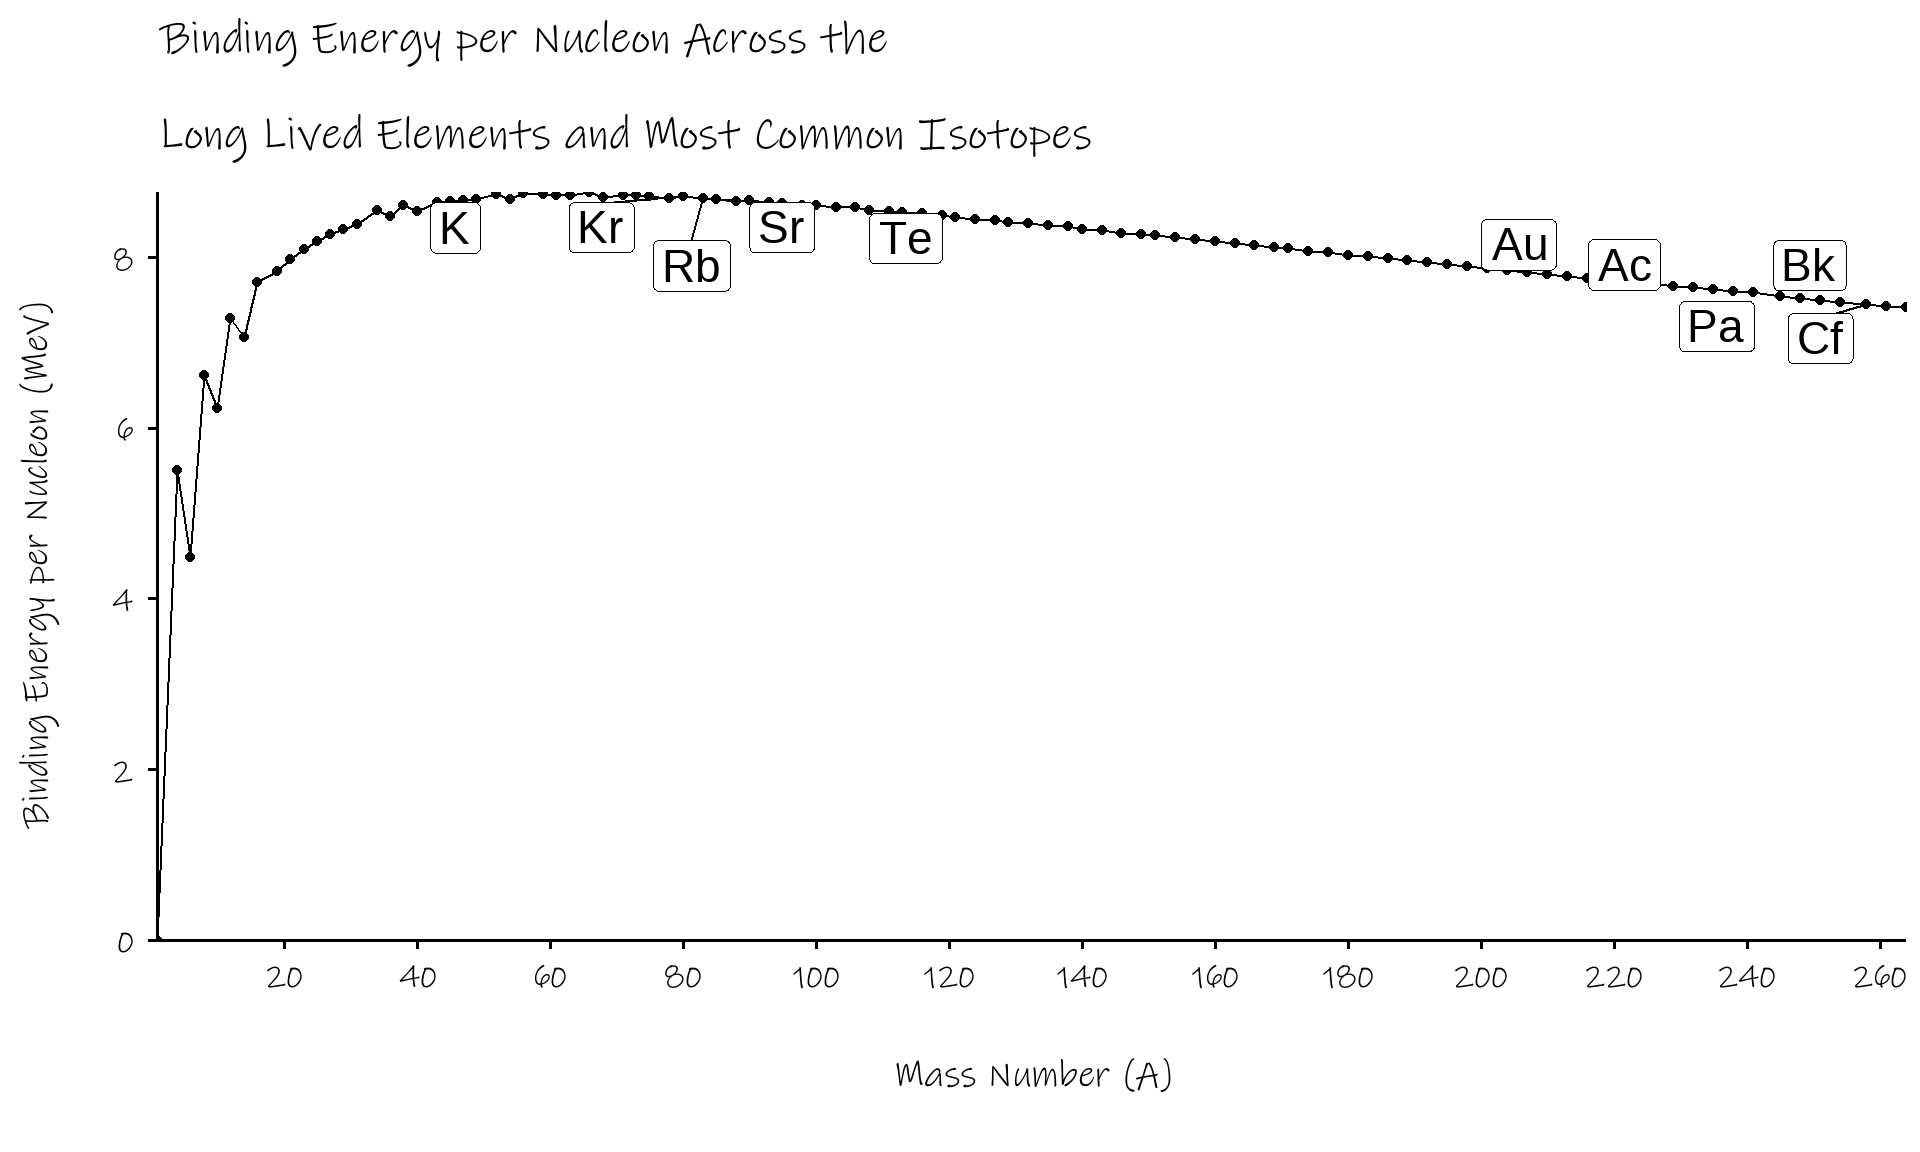 Binding Energy per Nucleon Across the
Long Lived Elements and Most Common Isotopes
Binding Energy per Nucleon (MeV)
8
6
4
2
0
K
Kr
Rb
Sr
Te
Au
Ac
Pa
Bk
Cf
20 40 60 80 100 120 140 160 180 200 220 240 260
Mass Number (A)